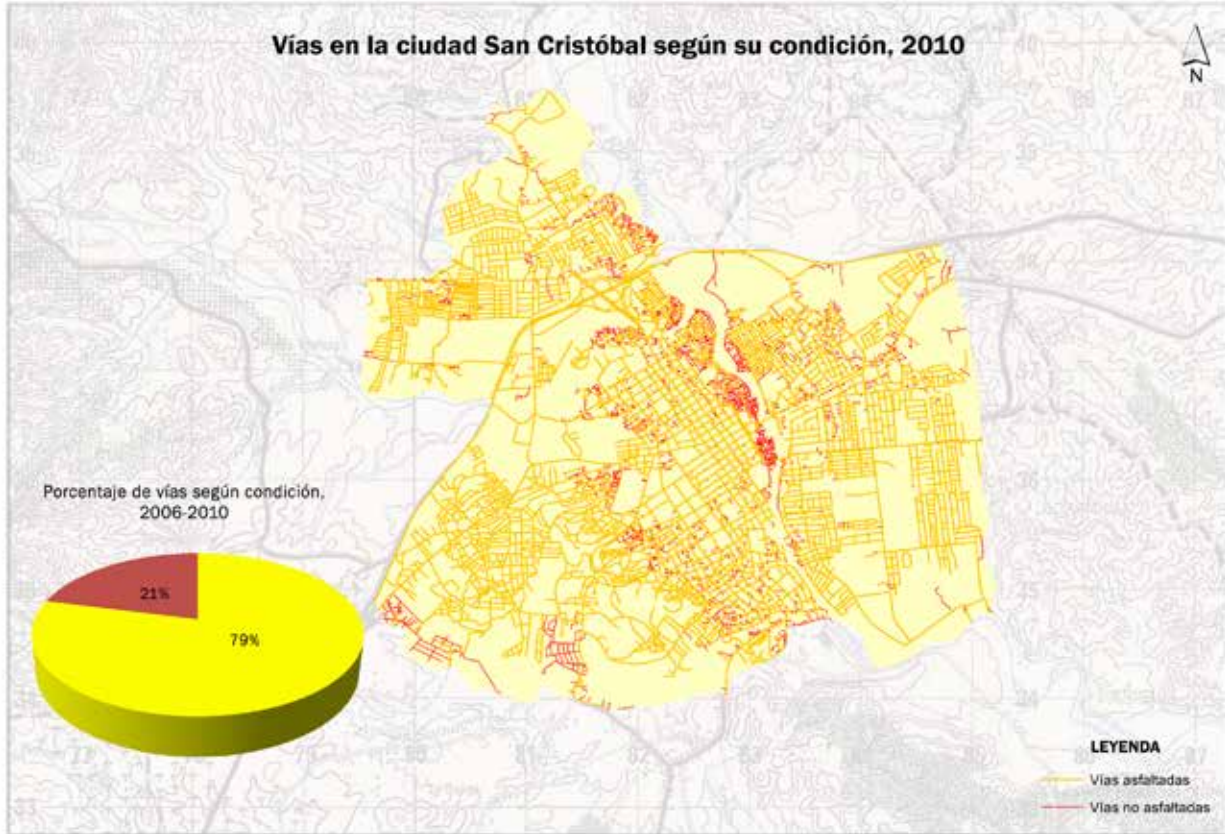 Vías en la ciudad San Cristóbal según su condición, 2010
N
Porcentaje de vías según condición,
2006-2010
21%
79%
LEYENDA
Vías asfaltadas
Vías no asfaltadas